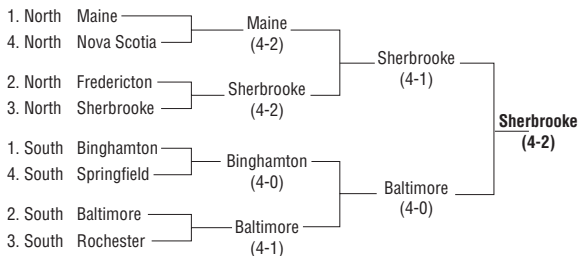 1. North Maine
4. North Nova Scotia
Maine
(4-2)
2. North Fredericton
3. North Sherbrooke
Sherbrooke
(4-2)
Sherbrooke
(4-1)
1. South Binghamton
4. South Springfield
Binghamton
(4-0)
2. South Baltimore
3. South Rochester
Baltimore
(4-1)
Baltimore
(4-0)
Sherbrooke
(4-2)